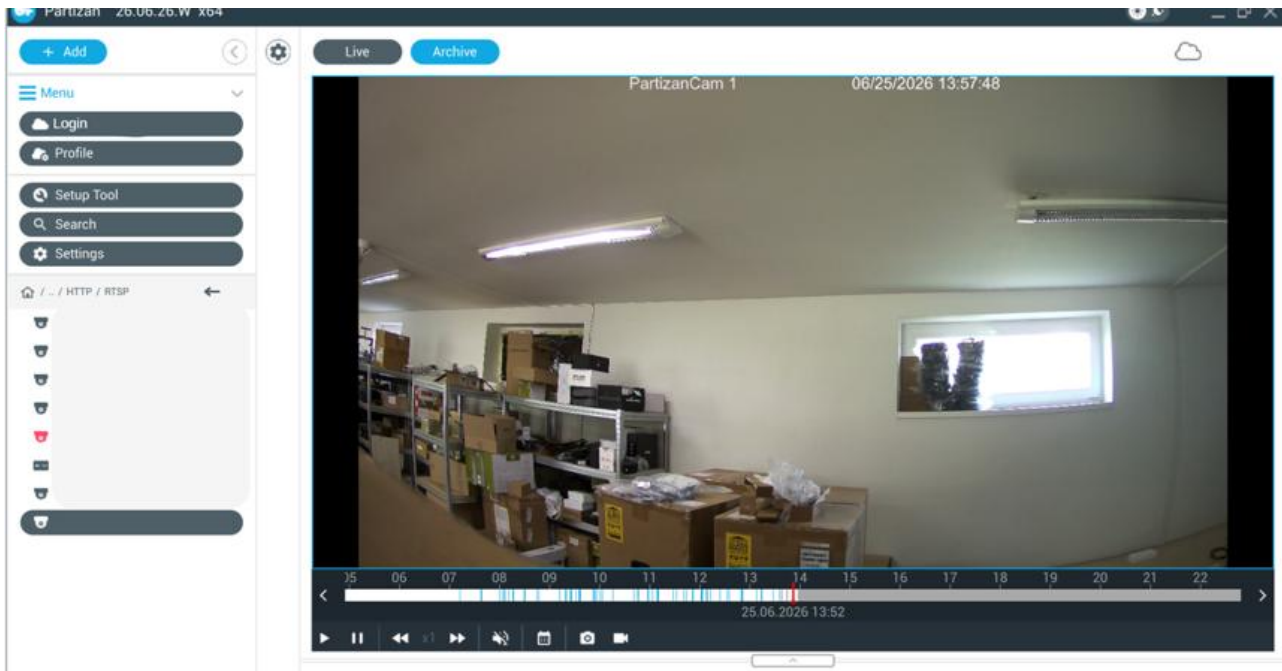 Partizan 26.06.26.W x64
+ Add
Live
Archive
Menu
Login
Profile
Setup Tool
Search
Settings
/ .. / HTTP / RTSP
PartizanCam 1
06/25/2026 13:57:48
05 06 07 08 09 10 11 12 13 14 15 16 17 18 19 20 21 22
25.06.2026 13:52
x1